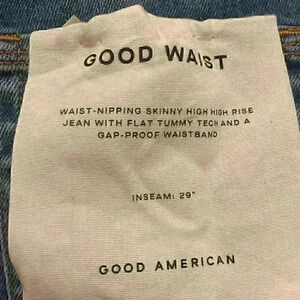 GOOD WAIST
WAIST-NIPPING SKINNY HIGH HIGH RISE
JEAN WITH FLAT TUMMY TECH AND A
GAP-PROOF WAISTBAND
INSEAM: 29"
GOOD AMERICAN